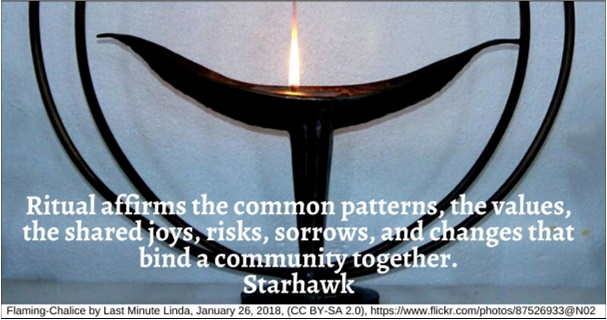 Ritual affirms the common patterns, the values,
the shared joys, risks, sorrows, and changes that
bind a community together.
Starhawk
Flaming-Chalice by Last Minute Linda, January 26, 2018, (CC BY-SA 2.0), https://www.flickr.com/photos/87526933@N02